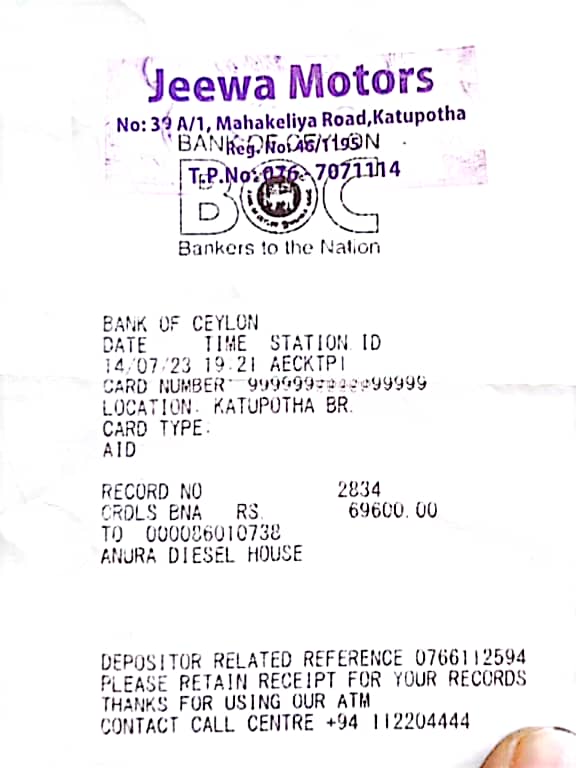 Jeewa Motors
No: 39 A/1, Mahakeliya Road,Katupotha
BANK OF CEYLON
Reg. No:46/1195
T.P.No: 076- 7071114
BOC
Bankers to the Nation
BANK OF CEYLON
DATE TIME STATION ID
14/07/23 19:21 AECKTP1
CARD NUMBER 999999******99999
LOCATION. KATUPOTHA BR.
CARD TYPE.
AID
RECORD NO 2834
CRDLS BNA RS. 69600.00
TO 000086010738
ANURA DIESEL HOUSE
DEPOSITOR RELATED REFERENCE 0766112594
PLEASE RETAIN RECEIPT FOR YOUR RECORDS
THANKS FOR USING OUR ATM
CONTACT CALL CENTRE +94 112204444